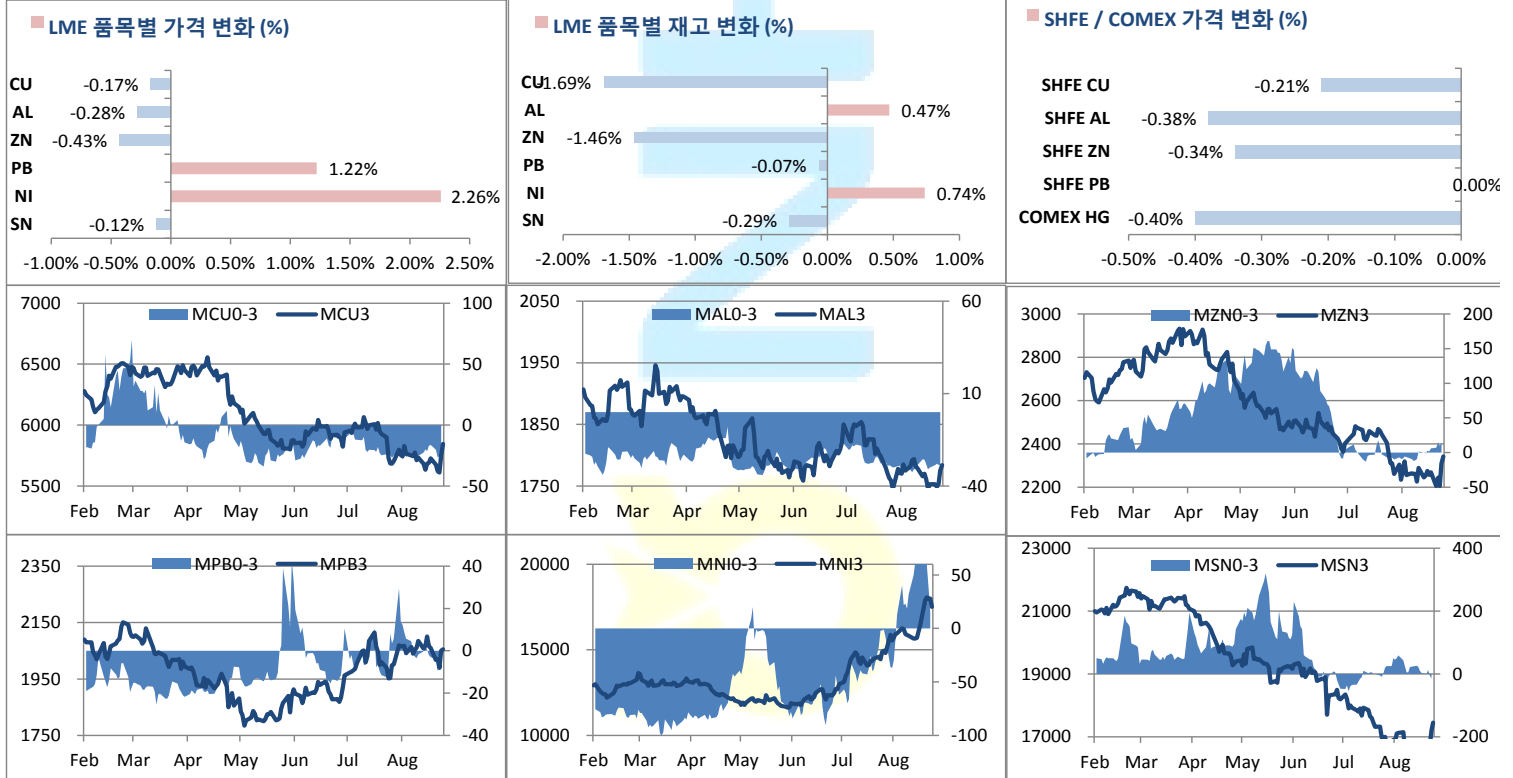 LME 품목별 가격 변화 (%)
CU -0.17%
AL -0.28%
ZN -0.43%
PB 1.22%
NI 2.26%
SN -0.12%
-1.00% -0.50% 0.00% 0.50% 1.00% 1.50% 2.00% 2.50%
LME 품목별 재고 변화 (%)
CU -1.69%
AL 0.47%
ZN -1.46%
PB -0.07%
NI 0.74%
SN -0.29%
-2.00% -1.50% -1.00% -0.50% 0.00% 0.50% 1.00%
SHFE / COMEX 가격 변화 (%)
SHFE CU -0.21%
SHFE AL -0.38%
SHFE ZN -0.34%
SHFE PB 0.00%
COMEX HG -0.40%
-0.50% -0.40% -0.30% -0.20% -0.10% 0.00%
MCU0-3 MCU3
7000 100
6500 50
6000 0
5500 -50
Feb Mar Apr May Jun Jul Aug
MAL0-3 MAL3
2050 60
1950
10
1850
1750 -40
Feb Mar Apr May Jun Jul Aug
MZN0-3 MZN3
3000 200
150
2800
100
2600
50
2400
0
2200 -50
Feb Mar Apr May Jun Jul Aug
MPB0-3 MPB3
2350 40
20
2150
0
1950
-20
1750 -40
Feb Mar Apr May Jun Jul Aug
MNI0-3 MNI3
20000
50
0
15000
-50
10000 -100
Feb Mar Apr May Jun Jul Aug
MSN0-3 MSN3
23000 400
21000 200
19000 0
17000 -200
Feb Mar Apr May Jun Jul Aug